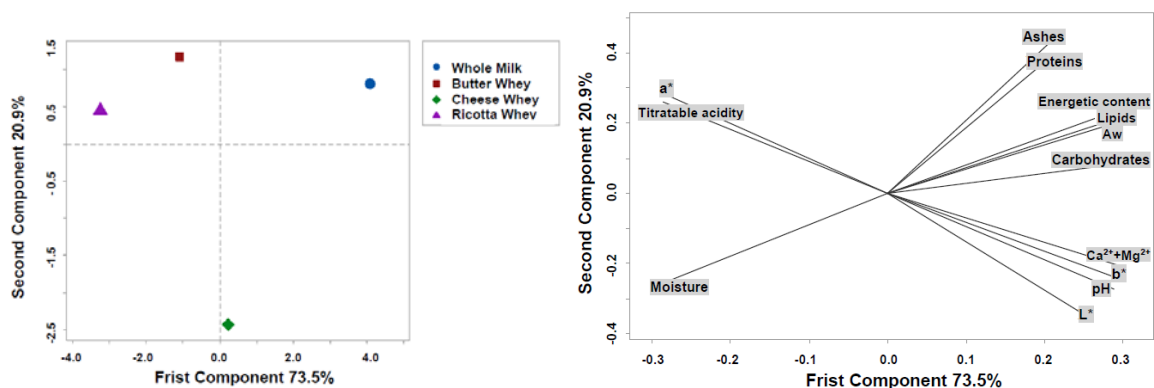 Second Component 20.9%
1.5
0.5
-0.5
-1.5
-2.5
-4.0
-2.0
0.0
2.0
4.0
Frist Component 73.5%
Whole Milk
Butter Whey
Cheese Whey
Ricotta Whev
Second Component 20.9%
0.4
0.2
0.0
-0.2
-0.4
Ashes
Proteins
a*
Energetic content
Titratable acidity
Lipids
Aw
Carbohydrates
Ca²⁺+Mg²⁺
b*
Moisture
pH
L*
-0.3
-0.2
-0.1
0.0
0.1
0.2
0.3
Frist Component 73.5%